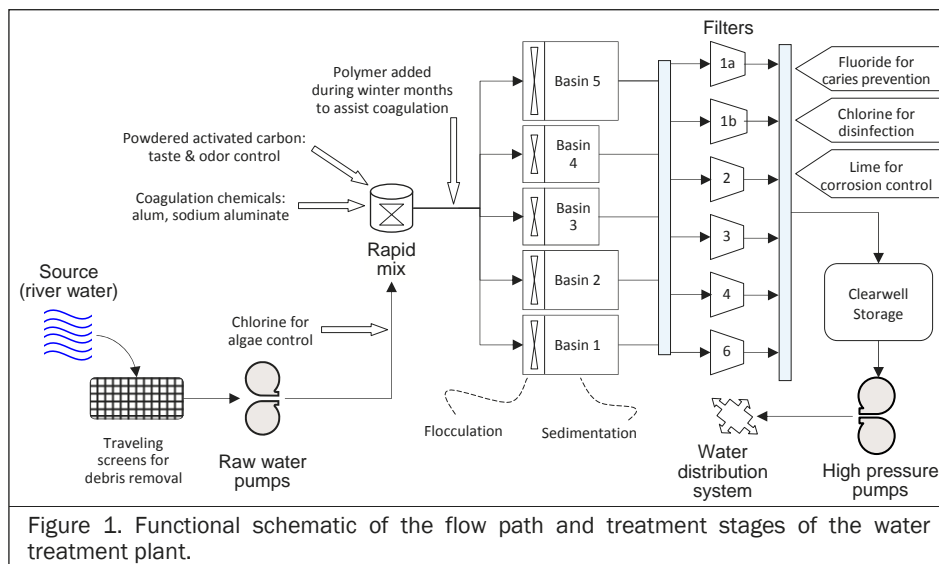 Filters
1a
1b
2
3
4
6
Fluoride for
caries prevention
Chlorine for
disinfection
Lime for
corrosion control
Polymer added
during winter months
to assist coagulation
Powdered activated carbon:
taste & odor control
Coagulation chemicals:
alum, sodium aluminate
Rapid
mix
Basin 5
Basin
4
Basin
3
Basin 2
Basin 1
Source
(river water)
Chlorine for
algae control
Clearwell
Storage
Flocculation
Sedimentation
Traveling
screens for
debris removal
Raw water
pumps
Water
distribution
system
High pressure
pumps
Figure 1. Functional schematic of the flow path and treatment stages of the water
treatment plant.